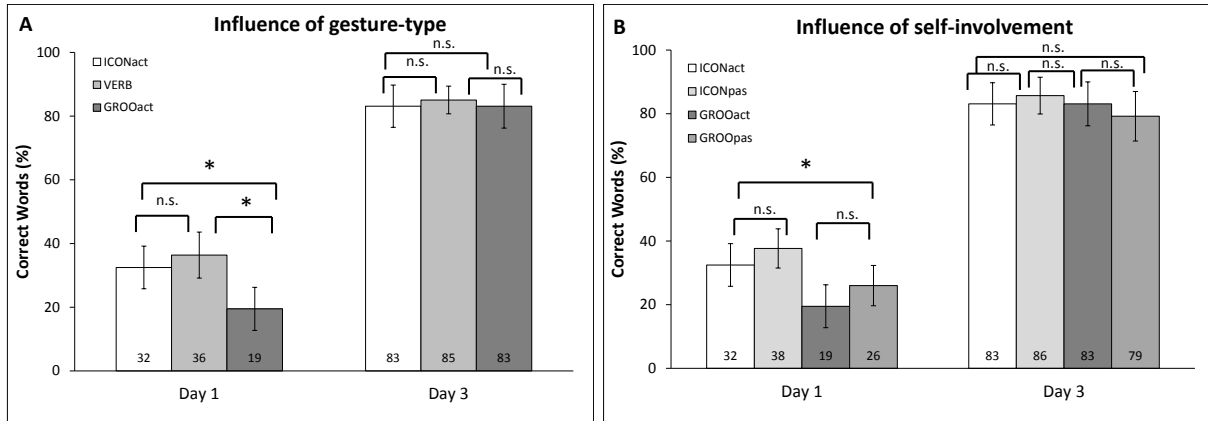 A
Influence of gesture-type
ICONact
VERB
GROOact
Correct Words (%)
100
80
60
40
20
0
n.s.
*
*
n.s.
n.s.
n.s.
32
36
19
83
85
83
Day 1
Day 3
B
Influence of self-involvement
ICONact
ICONpas
GROOact
GROOpas
Correct Words (%)
100
80
60
40
20
0
n.s.
n.s.
*
n.s.
n.s.
n.s.
n.s.
32
38
19
26
83
86
83
79
Day 1
Day 3